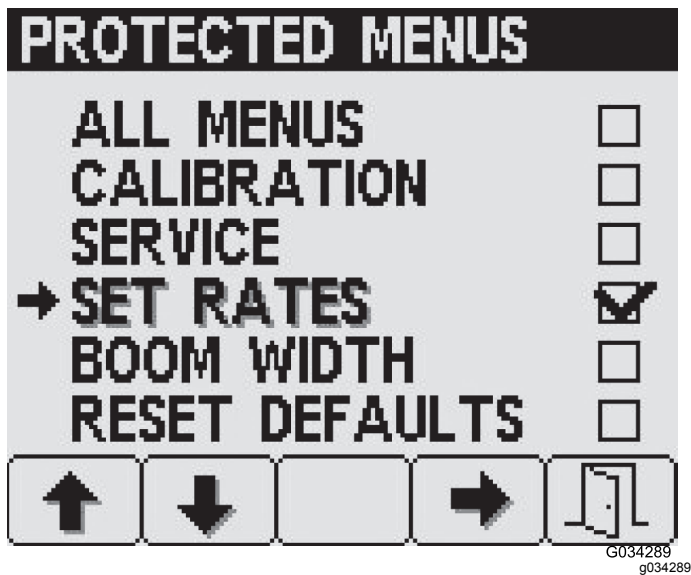 PROTECTED MENUS
ALL MENUS
CALIBRATION
SERVICE
SET RATES
BOOM WIDTH
RESET DEFAULTS
G034289
g034289